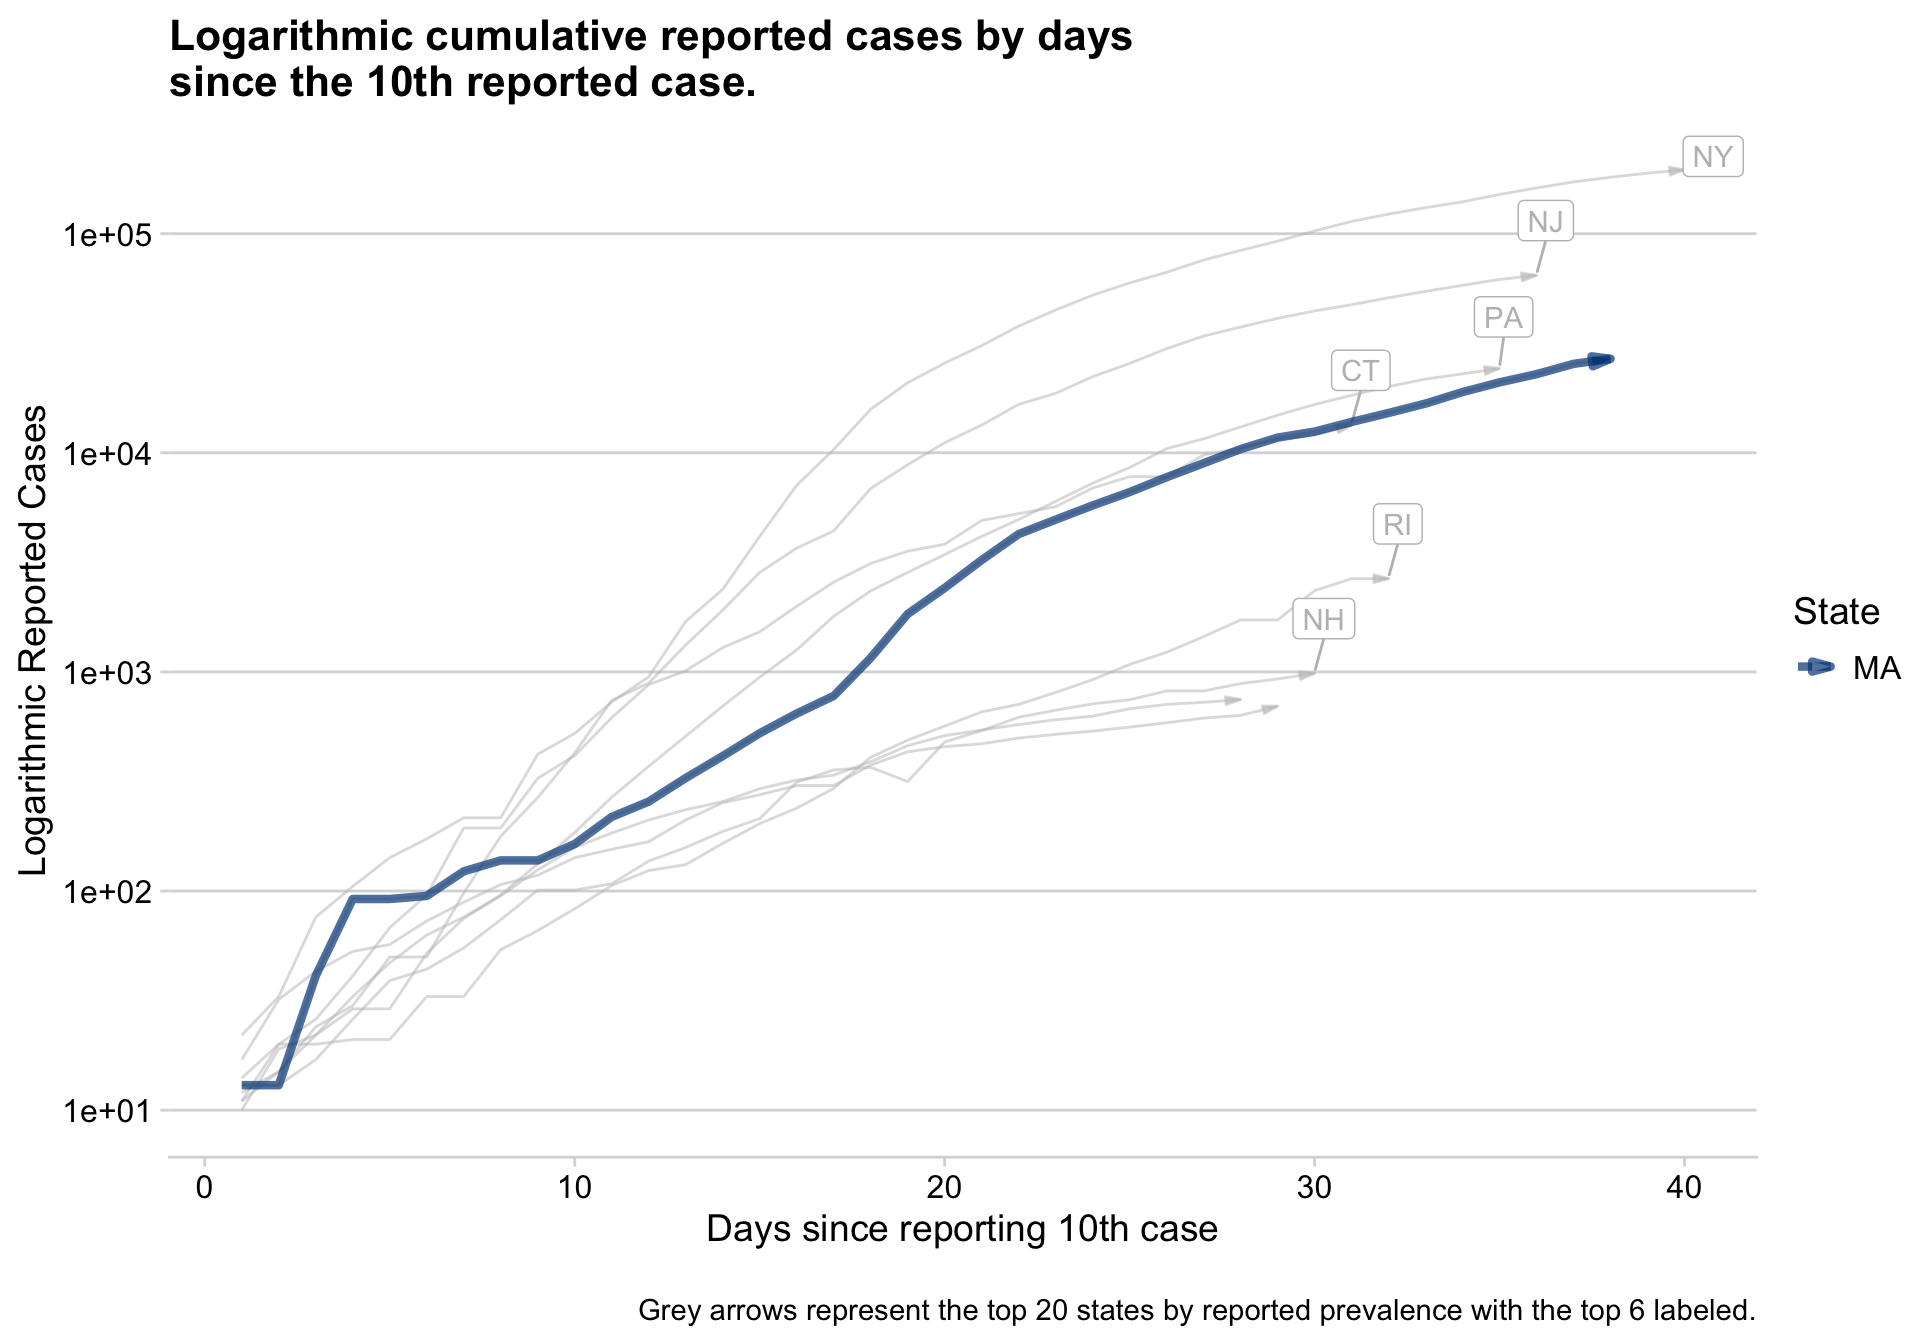 Logarithmic cumulative reported cases by days
since the 10th reported case.
NY
NJ
PA
CT
RI
NH
1e+05
1e+04
1e+03
1e+02
1e+01
Logarithmic Reported Cases
0 10 20 30 40
Days since reporting 10th case
State
MA
Grey arrows represent the top 20 states by reported prevalence with the top 6 labeled.